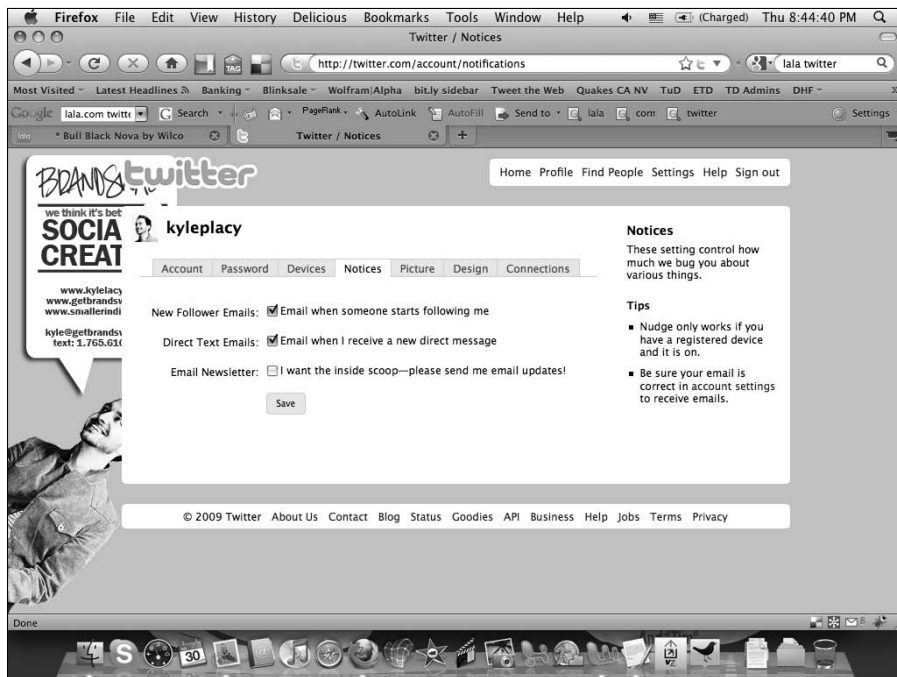 Firefox File Edit View History Delicious Bookmarks Tools Window Help (Charged) Thu 8:44:40 PM
Twitter / Notices
http://twitter.com/account/notifications
lala twitter
Most Visited Latest Headlines Banking Blinksale Wolfram|Alpha bit.ly sidebar Tweet the Web Quakes CA NV TuD ETD TD Admins DHF
Google lala.com twitte Search PageRank AutoLink AutoFill Send to lala com twitter Settings
lala * Bull Black Nova by Wilco Twitter / Notices
twitter
Home Profile Find People Settings Help Sign out
we think it's bet
SOCIA
CREAT
www.kylelacy
www.getbrandsw
www.smallerindi
kyle@getbrandsv
text: 1.765.610
kyleplacy
Account Password Devices Notices Picture Design Connections
New Follower Emails: Email when someone starts following me
Direct Text Emails: Email when I receive a new direct message
Email Newsletter: I want the inside scoop—please send me email updates!
Save
Notices
These setting control how
much we bug you about
various things.
Tips
Nudge only works if you
have a registered device
and it is on.
Be sure your email is
correct in account settings
to receive emails.
© 2009 Twitter About Us Contact Blog Status Goodies API Business Help Jobs Terms Privacy
Done
8
30